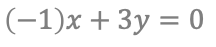 (−1)x + 3y = 0